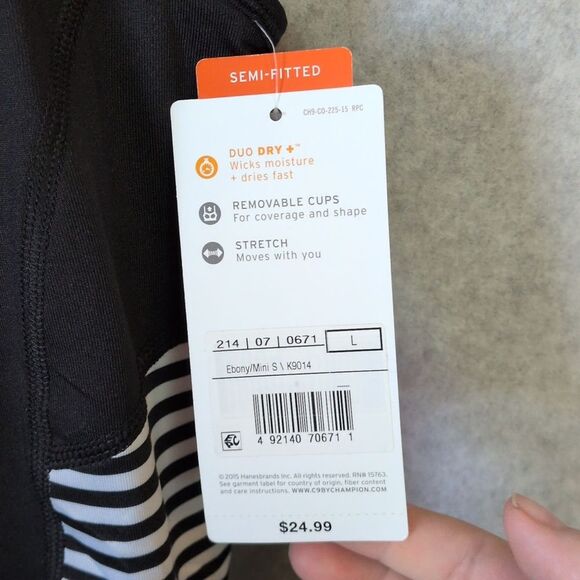 SEMI-FITTED
CH9-CO-225-15 RPC
DUO DRY +™
Wicks moisture
+ dries fast
REMOVABLE CUPS
For coverage and shape
STRETCH
Moves with you
214 | 07 | 0671 L
Ebony/Mini S \ K9014
4 92140 70671 1
©2015 Hanesbrands Inc. All rights reserved. RN# 15763.
See garment label for country of origin, fiber content
and care instructions. WWW.C9BYCHAMPION.COM
$24.99